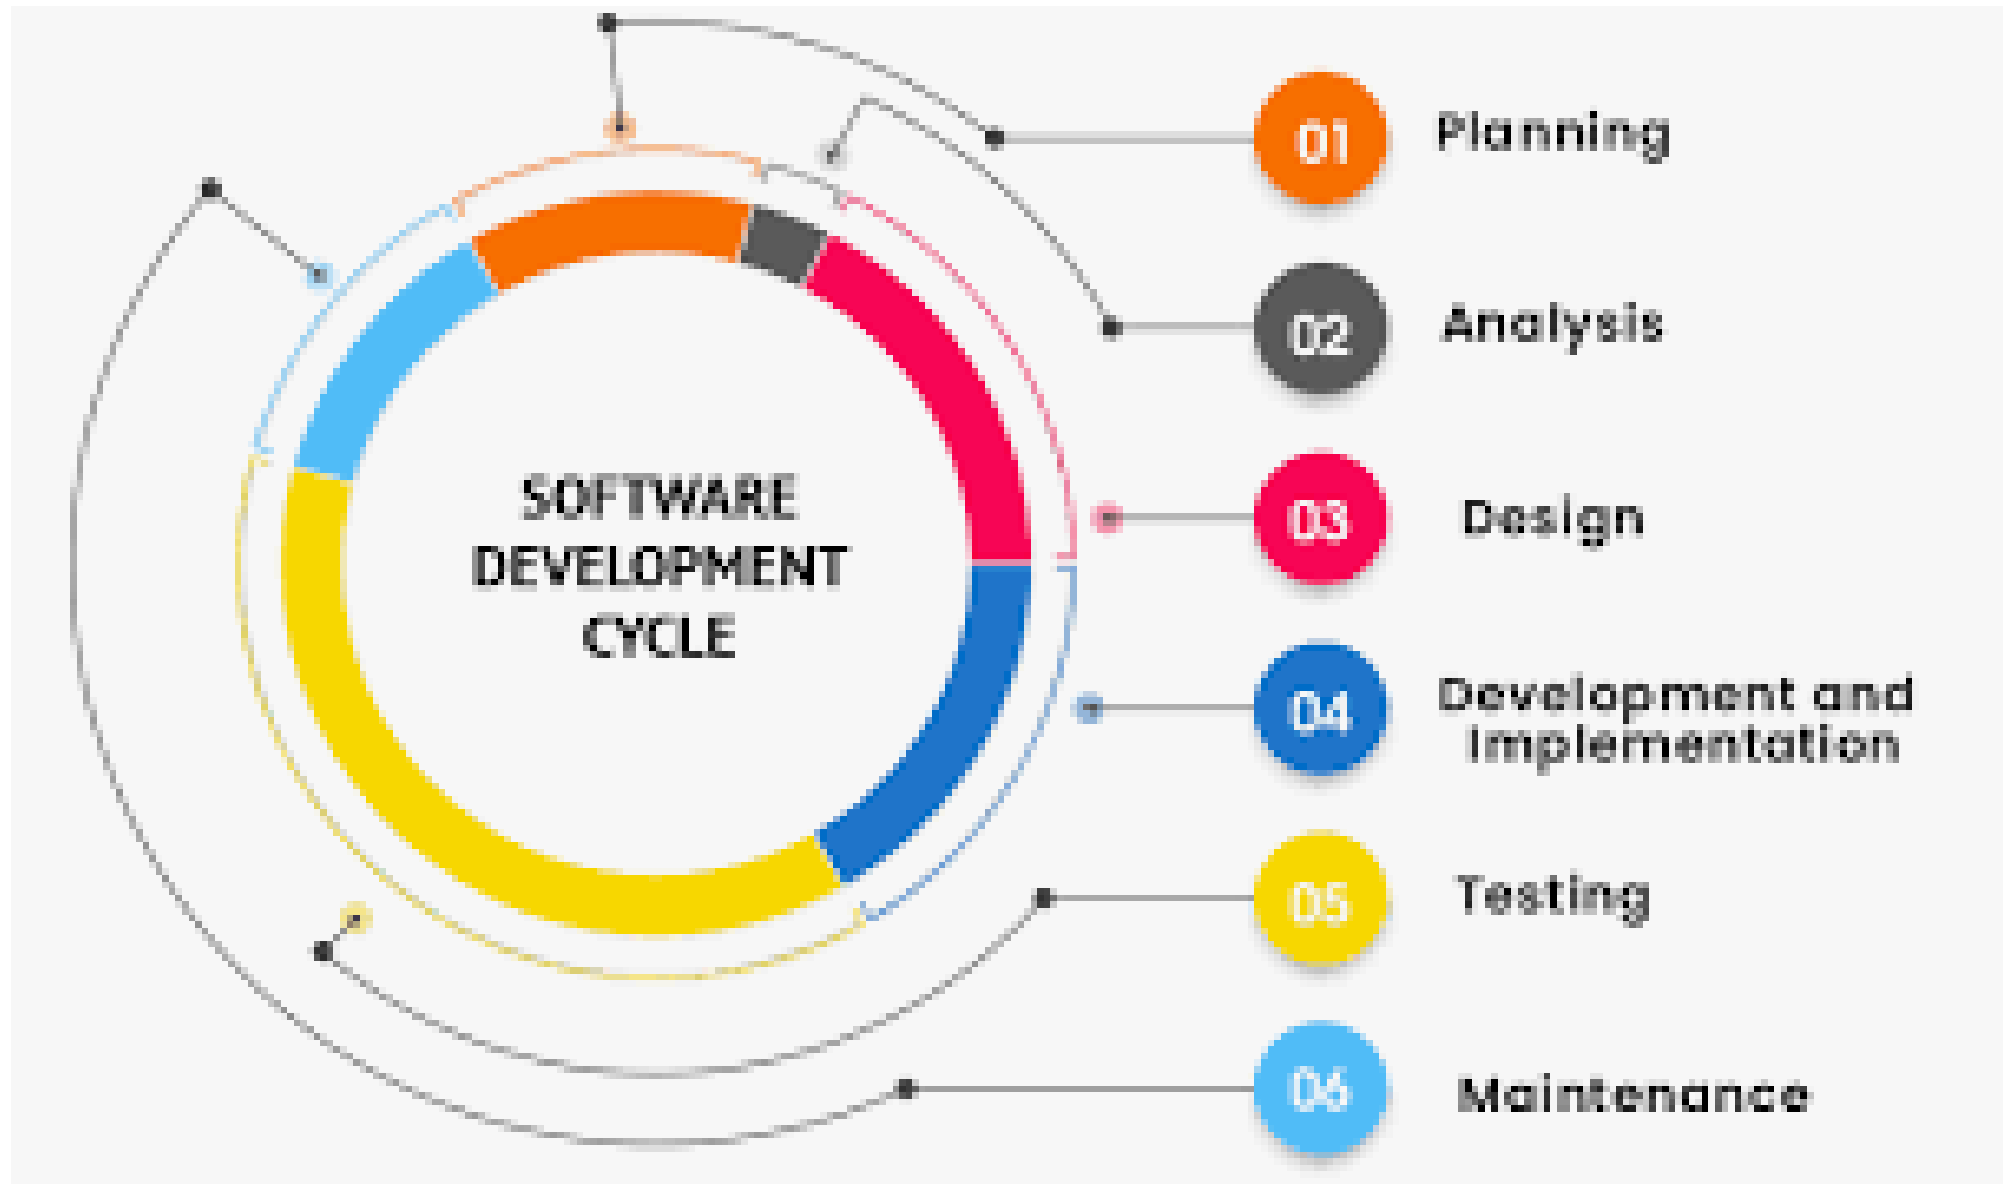 SOFTWARE
DEVELOPMENT
CYCLE
01 Planning
02 Analysis
03 Design
04 Development and
Implementation
05 Testing
06 Maintenance